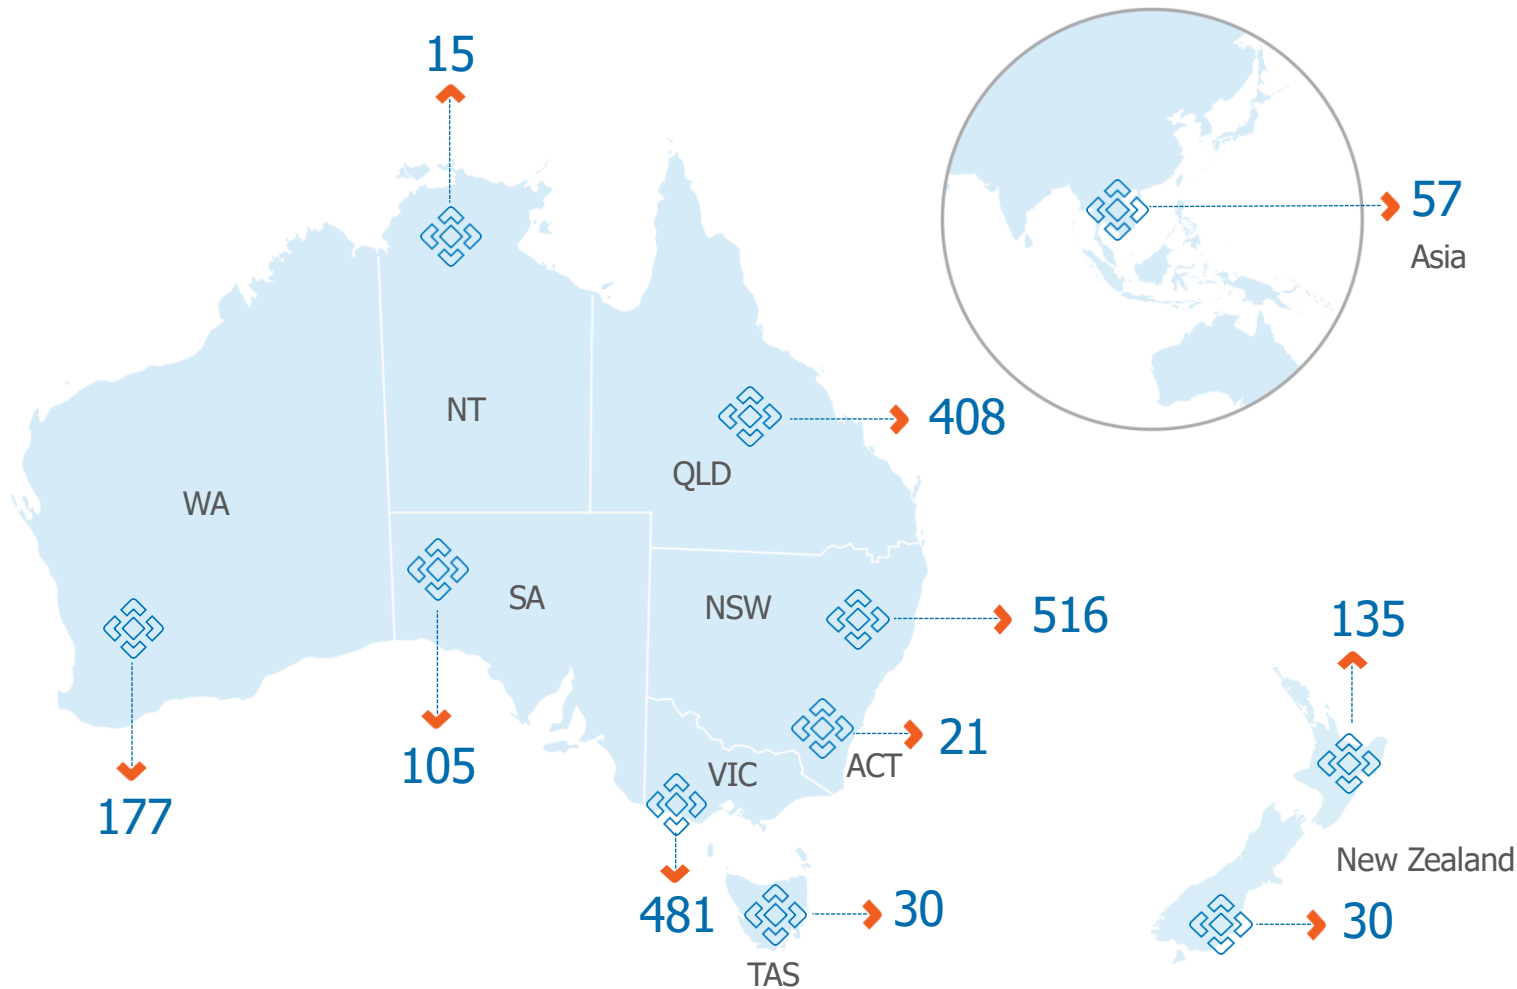 15
57
Asia
NT
408
QLD
WA
SA
NSW
516
135
21
ACT
105
VIC
177
New Zealand
481
30
30
TAS